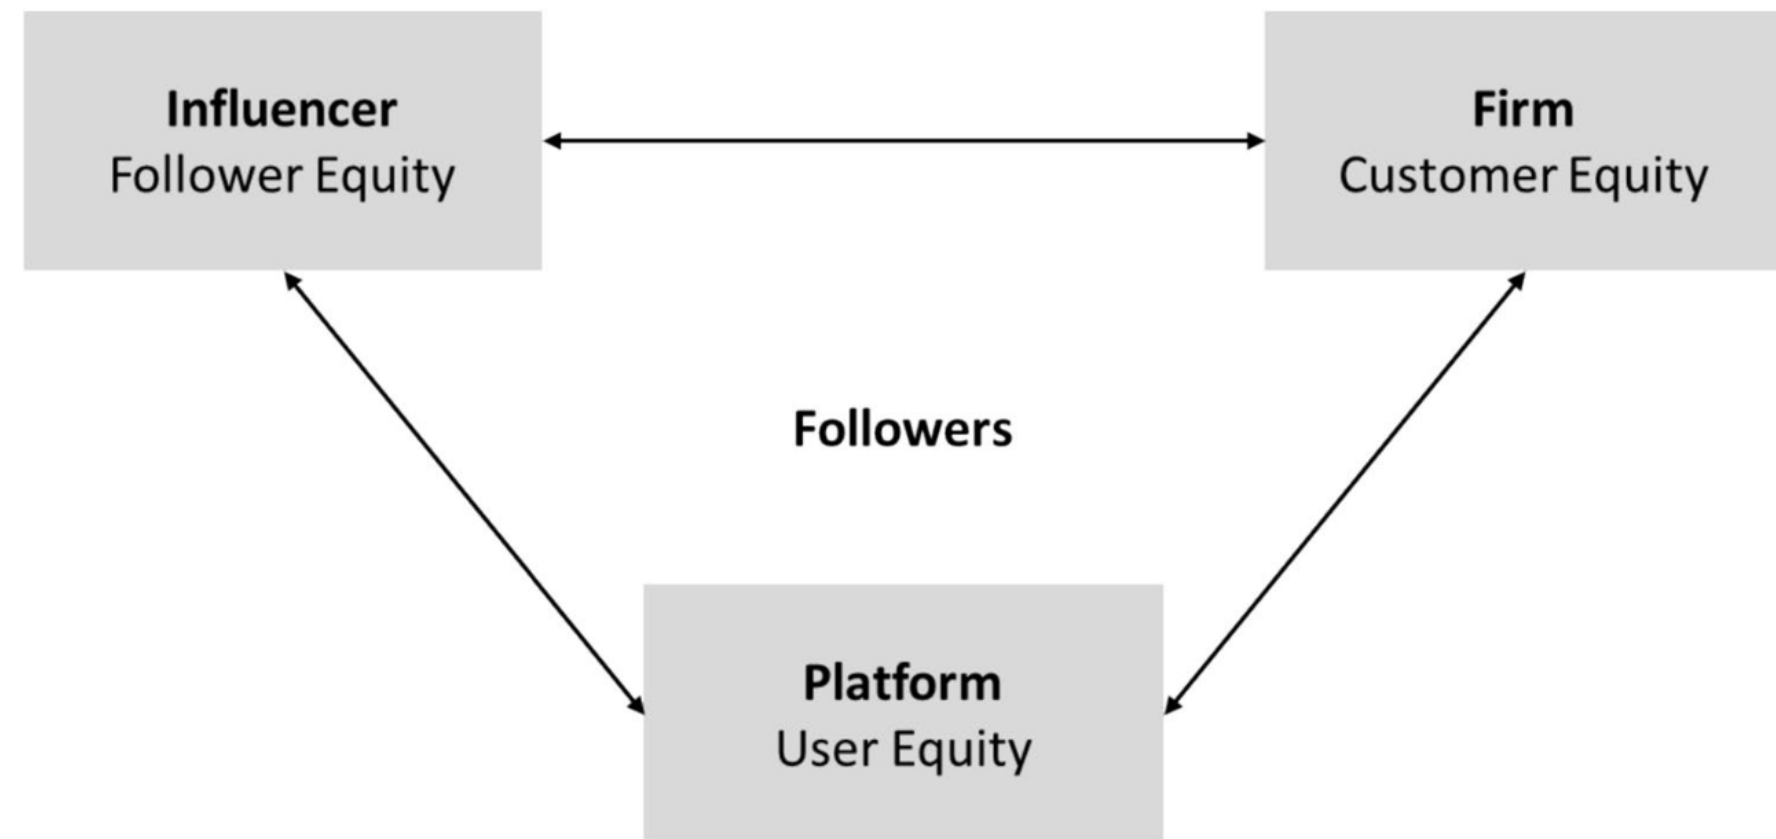 Influencer
Follower Equity
Firm
Customer Equity
Followers
Platform
User Equity